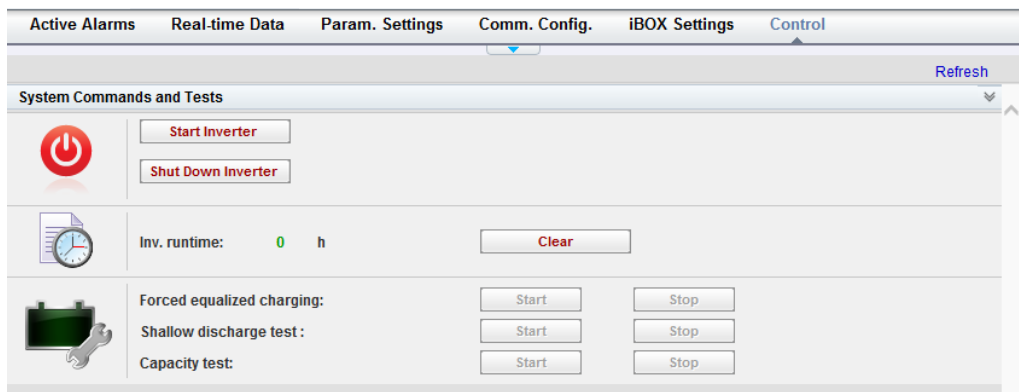 Active Alarms Real-time Data Param. Settings Comm. Config. iBOX Settings Control
Refresh
System Commands and Tests
Start Inverter
Shut Down Inverter
Inv. runtime: 0 h Clear
Forced equalized charging: Start Stop
Shallow discharge test : Start Stop
Capacity test: Start Stop